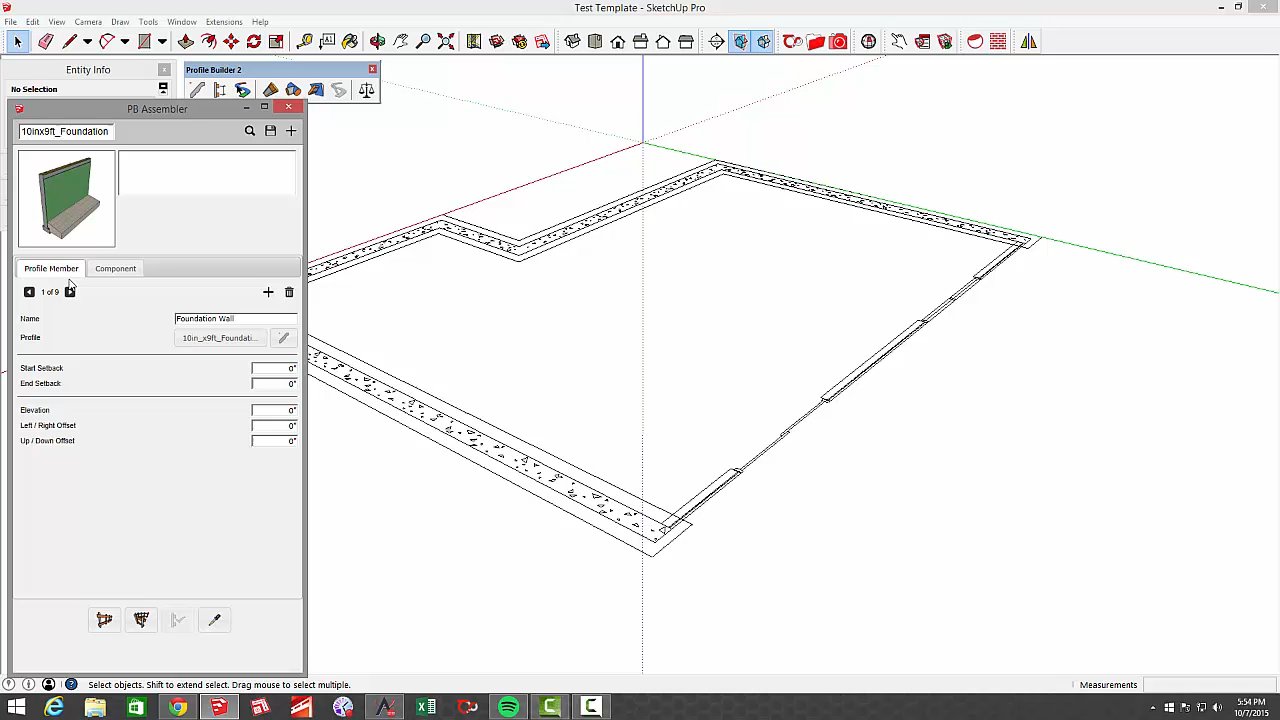 Test Template - SketchUp Pro
File Edit View Camera Draw Tools Window Extensions Help
Entity Info
No Selection
Profile Builder 2
PB Assembler
10inx9ft_Foundation
Profile Member Component
1 of 9
Name Foundation Wall
Profile 10in_x9ft_Foundati...
Start Setback 0"
End Setback 0"
Elevation 0"
Left / Right Offset 0"
Up / Down Offset 0"
Select objects. Shift to extend select. Drag mouse to select multiple.
Measurements
5:54 PM
10/7/2015